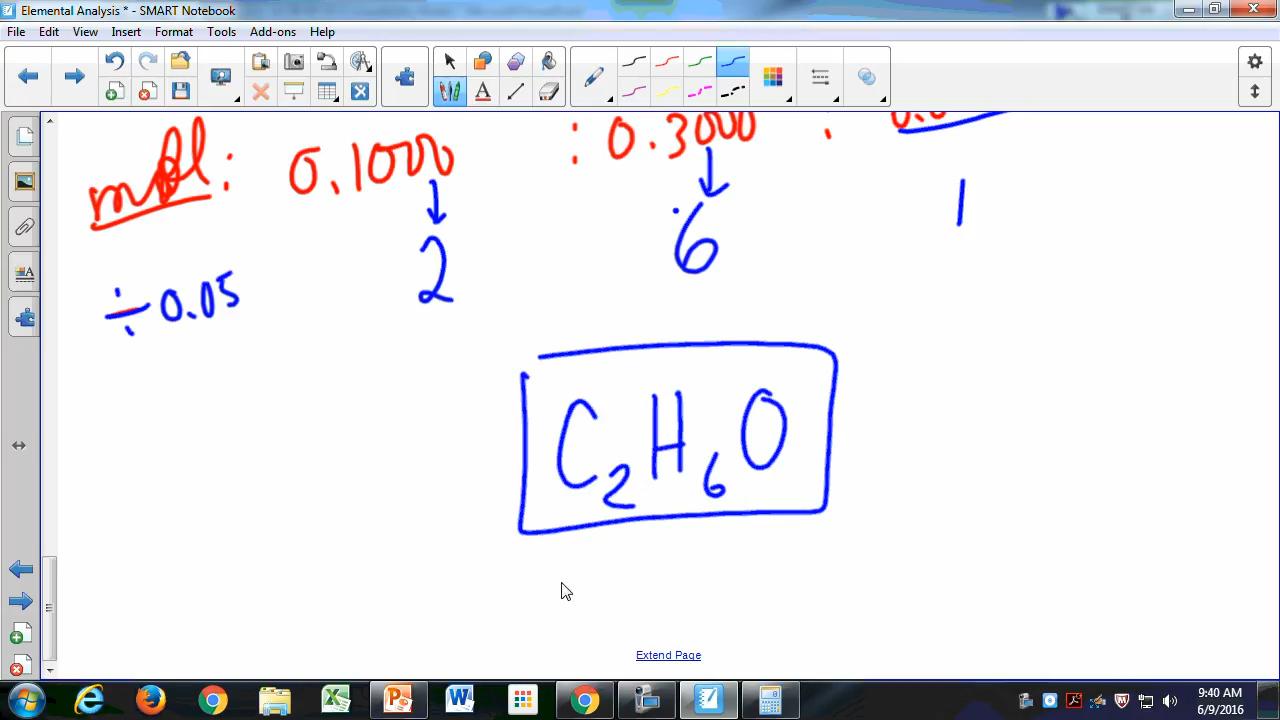 Elemental Analysis * - SMART Notebook
File Edit View Insert Format Tools Add-ons Help
mol: 0.1000 : 0.3000 :
2 6 1
÷ 0.05
C₂H₆O
Extend Page
9:40 AM
6/9/2016